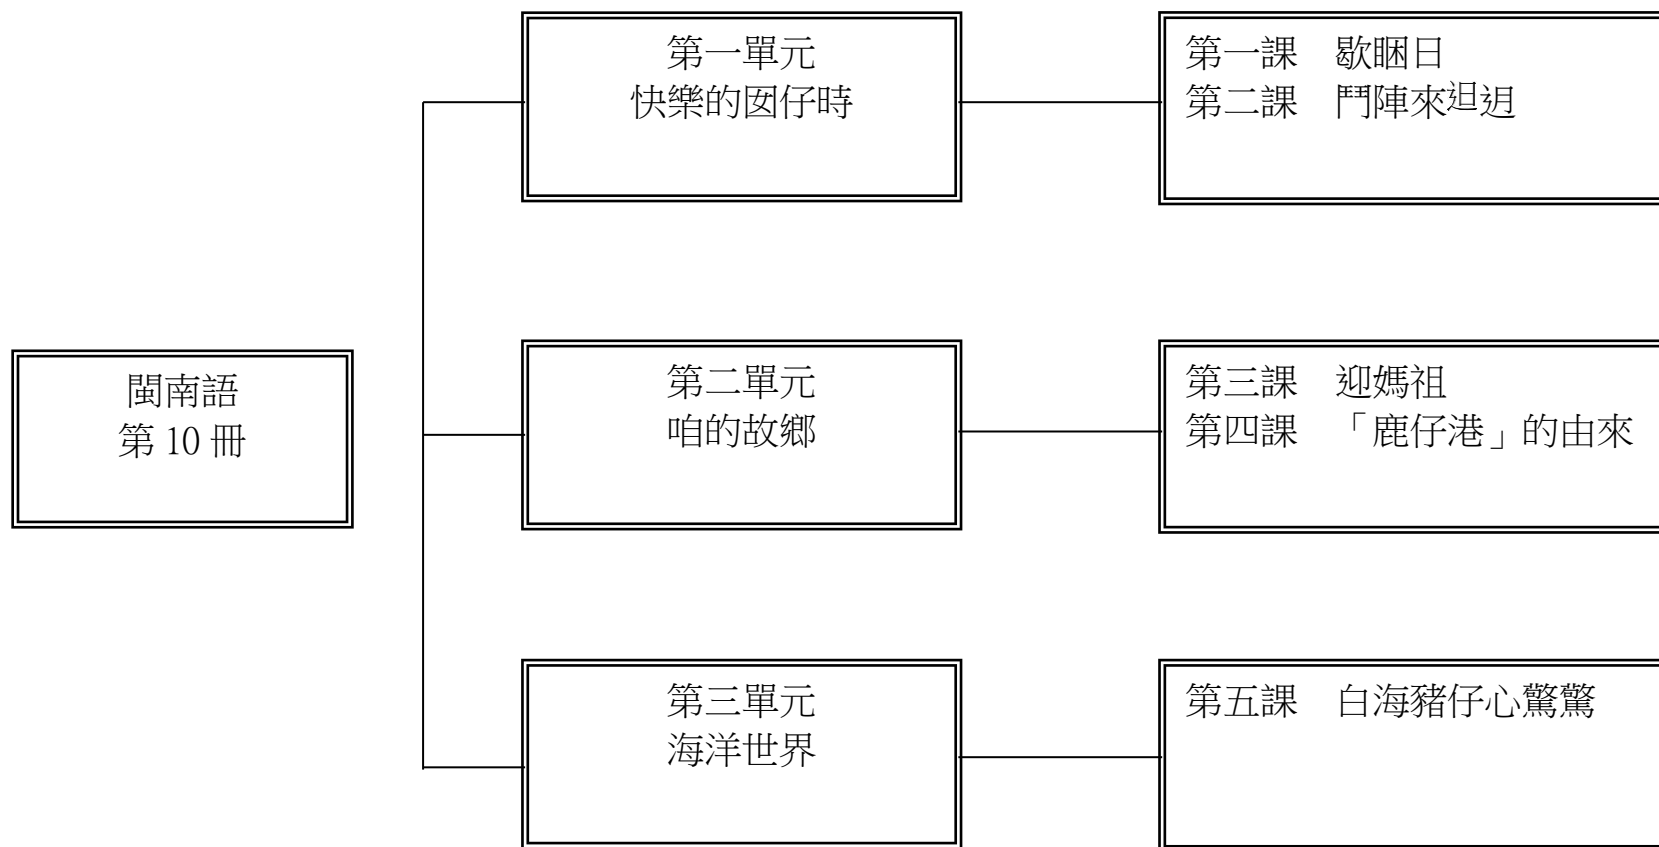 第一單元
快樂的囡仔時
第一課　歇睏日
第二課　鬥陣來𨑨迌
閩南語
第 10 冊
第二單元
咱的故鄉
第三課　迎媽祖
第四課　「鹿仔港」的由來
第三單元
海洋世界
第五課　白海豬仔心驚驚